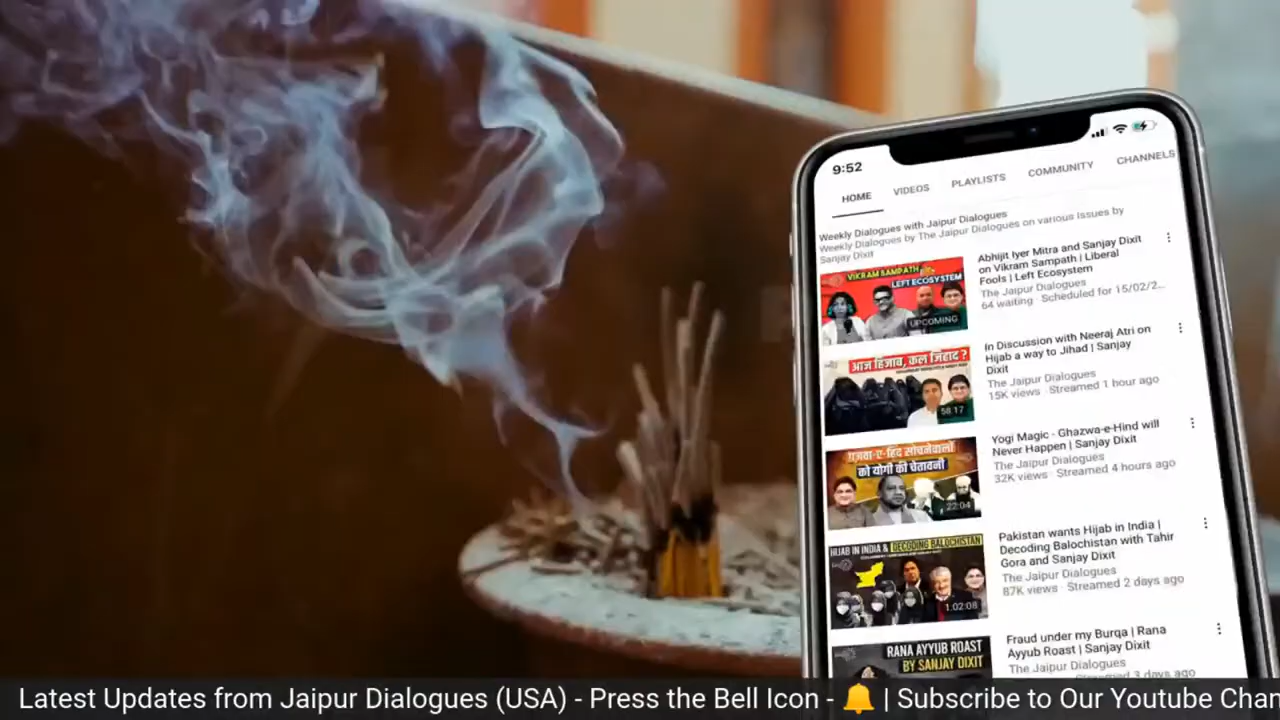 9:52
HOME VIDEOS PLAYLISTS COMMUNITY CHANNELS
Weekly Dialogues with Jaipur Dialogues
Weekly Dialogues by The Jaipur Dialogues on various Issues by
Sanjay Dixit
VIKRAM SAMPATH
LEFT ECOSYSTEM
UPCOMING
Abhijit Iyer Mitra and Sanjay Dixit
on Vikram Sampath | Liberal
Fools | Left Ecosystem
The Jaipur Dialogues
64 waiting · Scheduled for 15/02/2...
आज हिजाब, कल जिहाद ?
58:17
In Discussion with Neeraj Atri on
Hijab a way to Jihad | Sanjay
Dixit
The Jaipur Dialogues
15K views · Streamed 1 hour ago
गज़वा-ए-हिंद सोचनेवालों
को योगी की चेतावनी
22:04
Yogi Magic - Ghazwa-e-Hind will
Never Happen | Sanjay Dixit
The Jaipur Dialogues
32K views · Streamed 4 hours ago
HIJAB IN INDIA & DECODING BALOCHISTAN
1:02:08
Pakistan wants Hijab in India |
Decoding Balochistan with Tahir
Gora and Sanjay Dixit
The Jaipur Dialogues
87K views · Streamed 2 days ago
RANA AYYUB ROAST
BY SANJAY DIXIT
Fraud under my Burqa | Rana
Ayyub Roast | Sanjay Dixit
The Jaipur Dialogues
Streamed 3 days ago
Latest Updates from Jaipur Dialogues (USA) - Press the Bell Icon - 🔔 | Subscribe to Our Youtube Chan